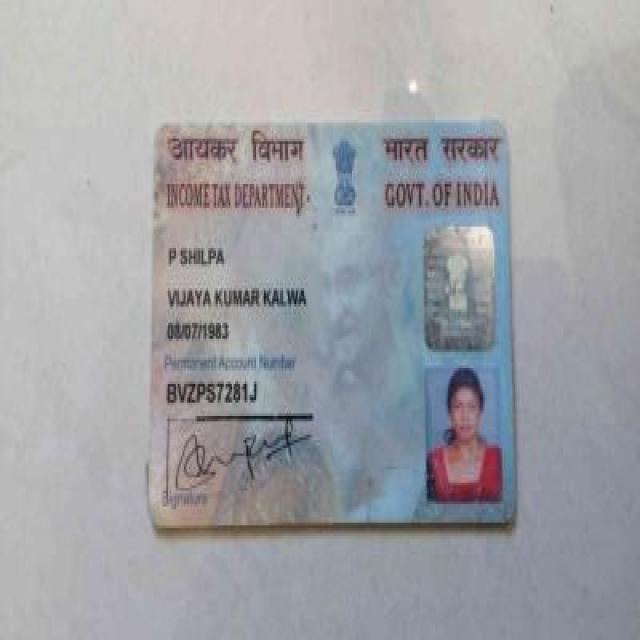 आयकर विभाग
भारत सरकार
INCOME TAX DEPARTMENT
GOVT. OF INDIA
P SHILPA
VIJAYA KUMAR KALWA
08/07/1983
Permanent Account Number
BVZPS7281J
Signature